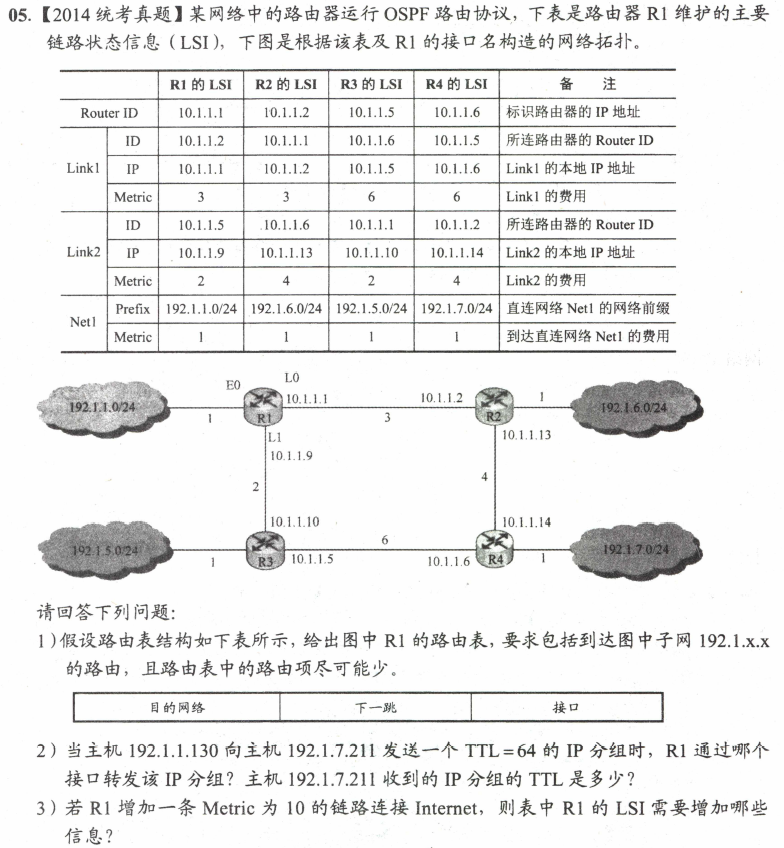 05.【2014 统考真题】某网络中的路由器运行 OSPF 路由协议，下表是路由器 R1 维护的主要
链路状态信息（LSI），下图是根据该表及 R1 的接口名构造的网络拓扑。
R1 的 LSI R2 的 LSI R3 的 LSI R4 的 LSI 备 注
Router ID 10.1.1.1 10.1.1.2 10.1.1.5 10.1.1.6 标识路由器的 IP 地址
Link1 ID 10.1.1.2 10.1.1.1 10.1.1.6 10.1.1.5 所连路由器的 Router ID
IP 10.1.1.1 10.1.1.2 10.1.1.5 10.1.1.6 Link1 的本地 IP 地址
Metric 3 3 6 6 Link1 的费用
Link2 ID 10.1.1.5 10.1.1.6 10.1.1.1 10.1.1.2 所连路由器的 Router ID
IP 10.1.1.9 10.1.1.13 10.1.1.10 10.1.1.14 Link2 的本地 IP 地址
Metric 2 4 2 4 Link2 的费用
Net1 Prefix 192.1.1.0/24 192.1.6.0/24 192.1.5.0/24 192.1.7.0/24 直连网络 Net1 的网络前缀
Metric 1 1 1 1 到达直连网络 Net1 的费用
E0 L0
192.1.1.0/24 10.1.1.1 10.1.1.2 1 192.1.6.0/24
1 R1 3 R2
L1 10.1.1.13
10.1.1.9
2 4
10.1.1.10 10.1.1.14
192.1.5.0/24 6 192.1.7.0/24
1 R3 10.1.1.5 10.1.1.6 R4 1
请回答下列问题：
1）假设路由表结构如下表所示，给出图中 R1 的路由表，要求包括到达图中子网 192.1.x.x
的路由，且路由表中的路由项尽可能少。
目的网络 下一跳 接口
2）当主机 192.1.1.130 向主机 192.1.7.211 发送一个 TTL=64 的 IP 分组时，R1 通过哪个
接口转发该 IP 分组？主机 192.1.7.211 收到的 IP 分组的 TTL 是多少？
3）若 R1 增加一条 Metric 为 10 的链路连接 Internet，则表中 R1 的 LSI 需要增加哪些
信息？